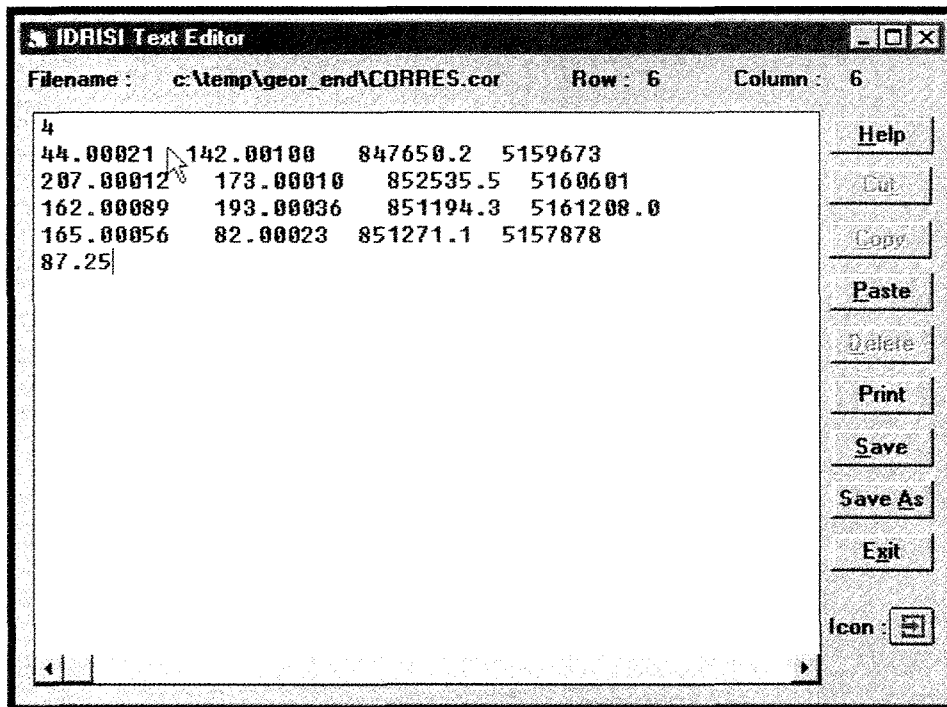 IDRISI Text Editor
Filename : c:\temp\geor_end\CORRES.cor Row : 6 Column : 6
4
44.00021 142.00100 847650.2 5159673
207.00012 173.00010 852535.5 5160601
162.00089 193.00036 851194.3 5161208.0
165.00056 82.00023 851271.1 5157878
87.25
Help
Cut
Copy
Paste
Delete
Print
Save
Save As
Exit
Icon :